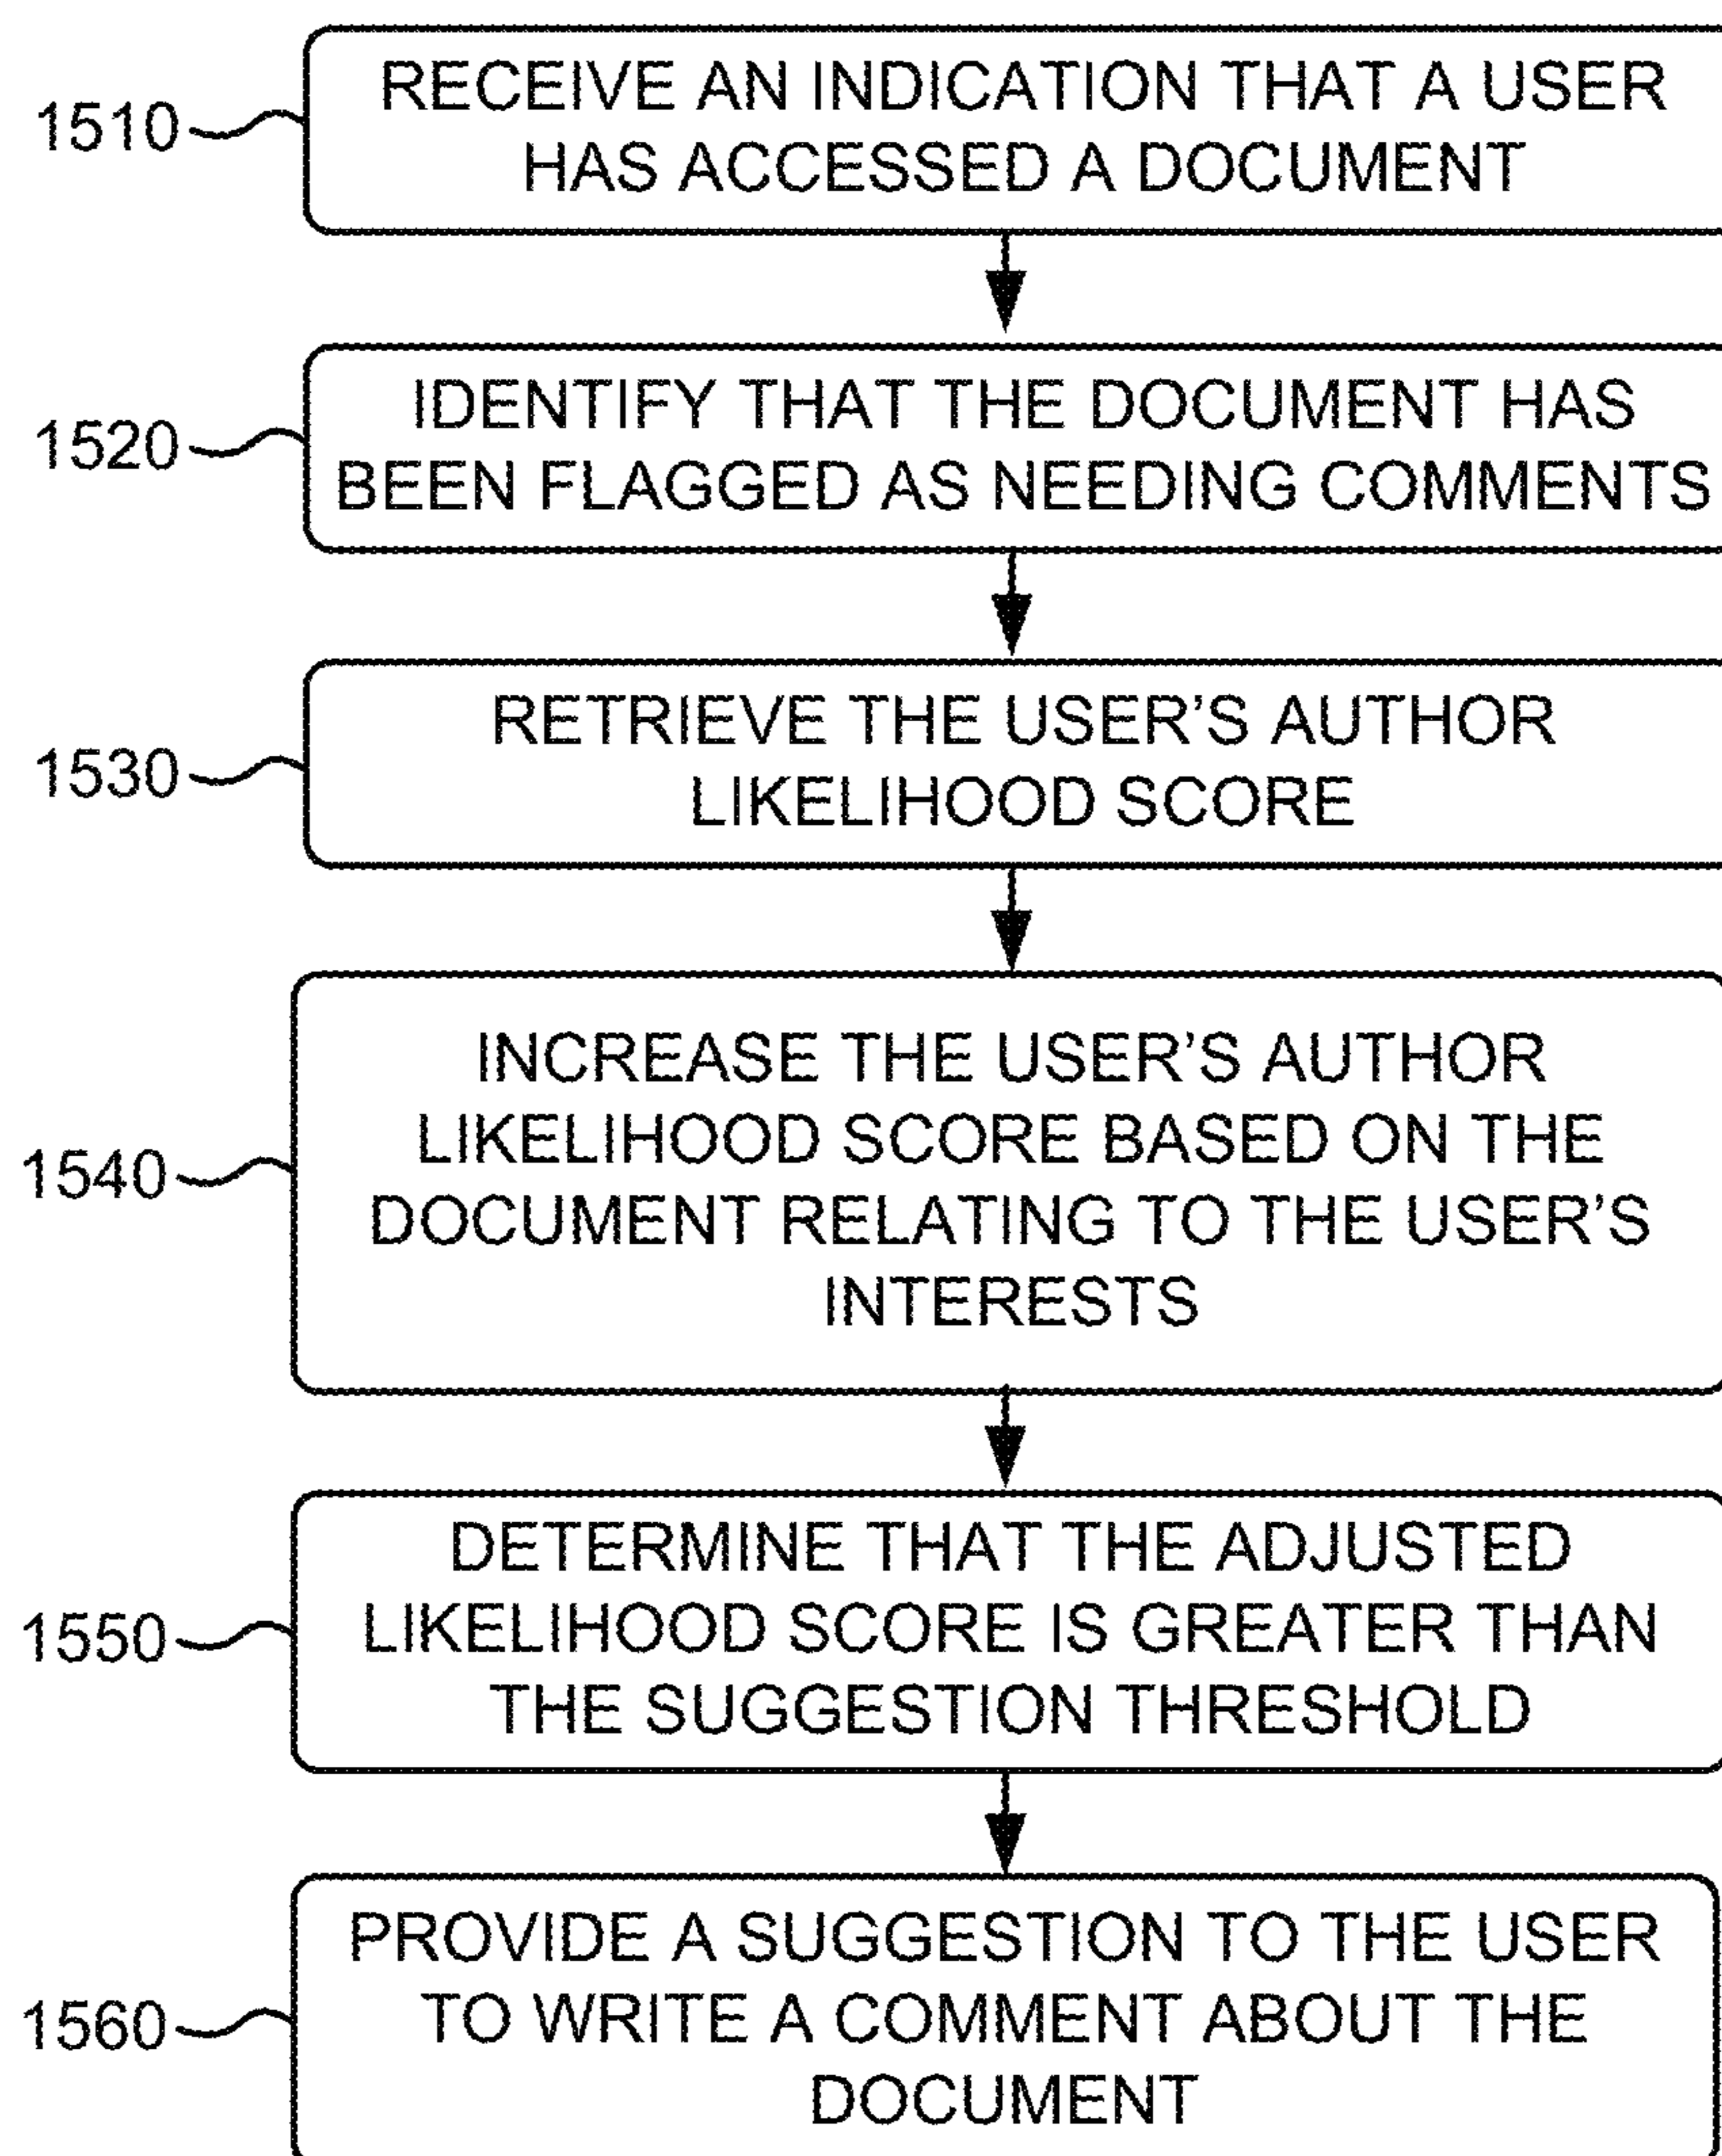 1510
RECEIVE AN INDICATION THAT A USER
HAS ACCESSED A DOCUMENT
1520
IDENTIFY THAT THE DOCUMENT HAS
BEEN FLAGGED AS NEEDING COMMENTS
1530
RETRIEVE THE USER’S AUTHOR
LIKELIHOOD SCORE
1540
INCREASE THE USER’S AUTHOR
LIKELIHOOD SCORE BASED ON THE
DOCUMENT RELATING TO THE USER’S
INTERESTS
1550
DETERMINE THAT THE ADJUSTED
LIKELIHOOD SCORE IS GREATER THAN
THE SUGGESTION THRESHOLD
1560
PROVIDE A SUGGESTION TO THE USER
TO WRITE A COMMENT ABOUT THE
DOCUMENT